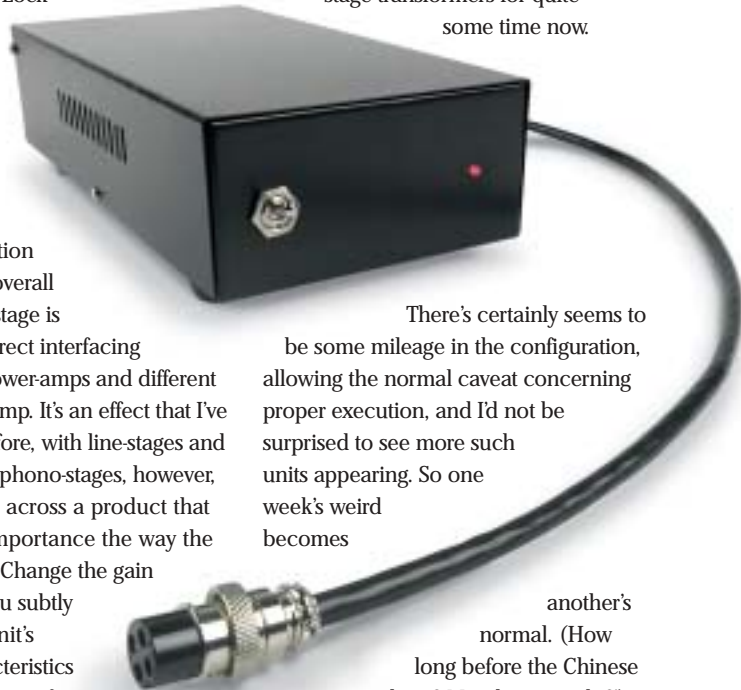 stage transformers for quite
some time now.
overall
stage is
rect interfacing
ower-amps and different
mp. It's an effect that I've
fore, with line-stages and
phono-stages, however,
across a product that
mportance the way the
Change the gain
u subtly
nit's
cteristics
There's certainly seems to
be some mileage in the configuration,
allowing the normal caveat concerning
proper execution, and I'd not be
surprised to see more such
units appearing. So one
week's weird
becomes
another's
normal. (How
long before the Chinese